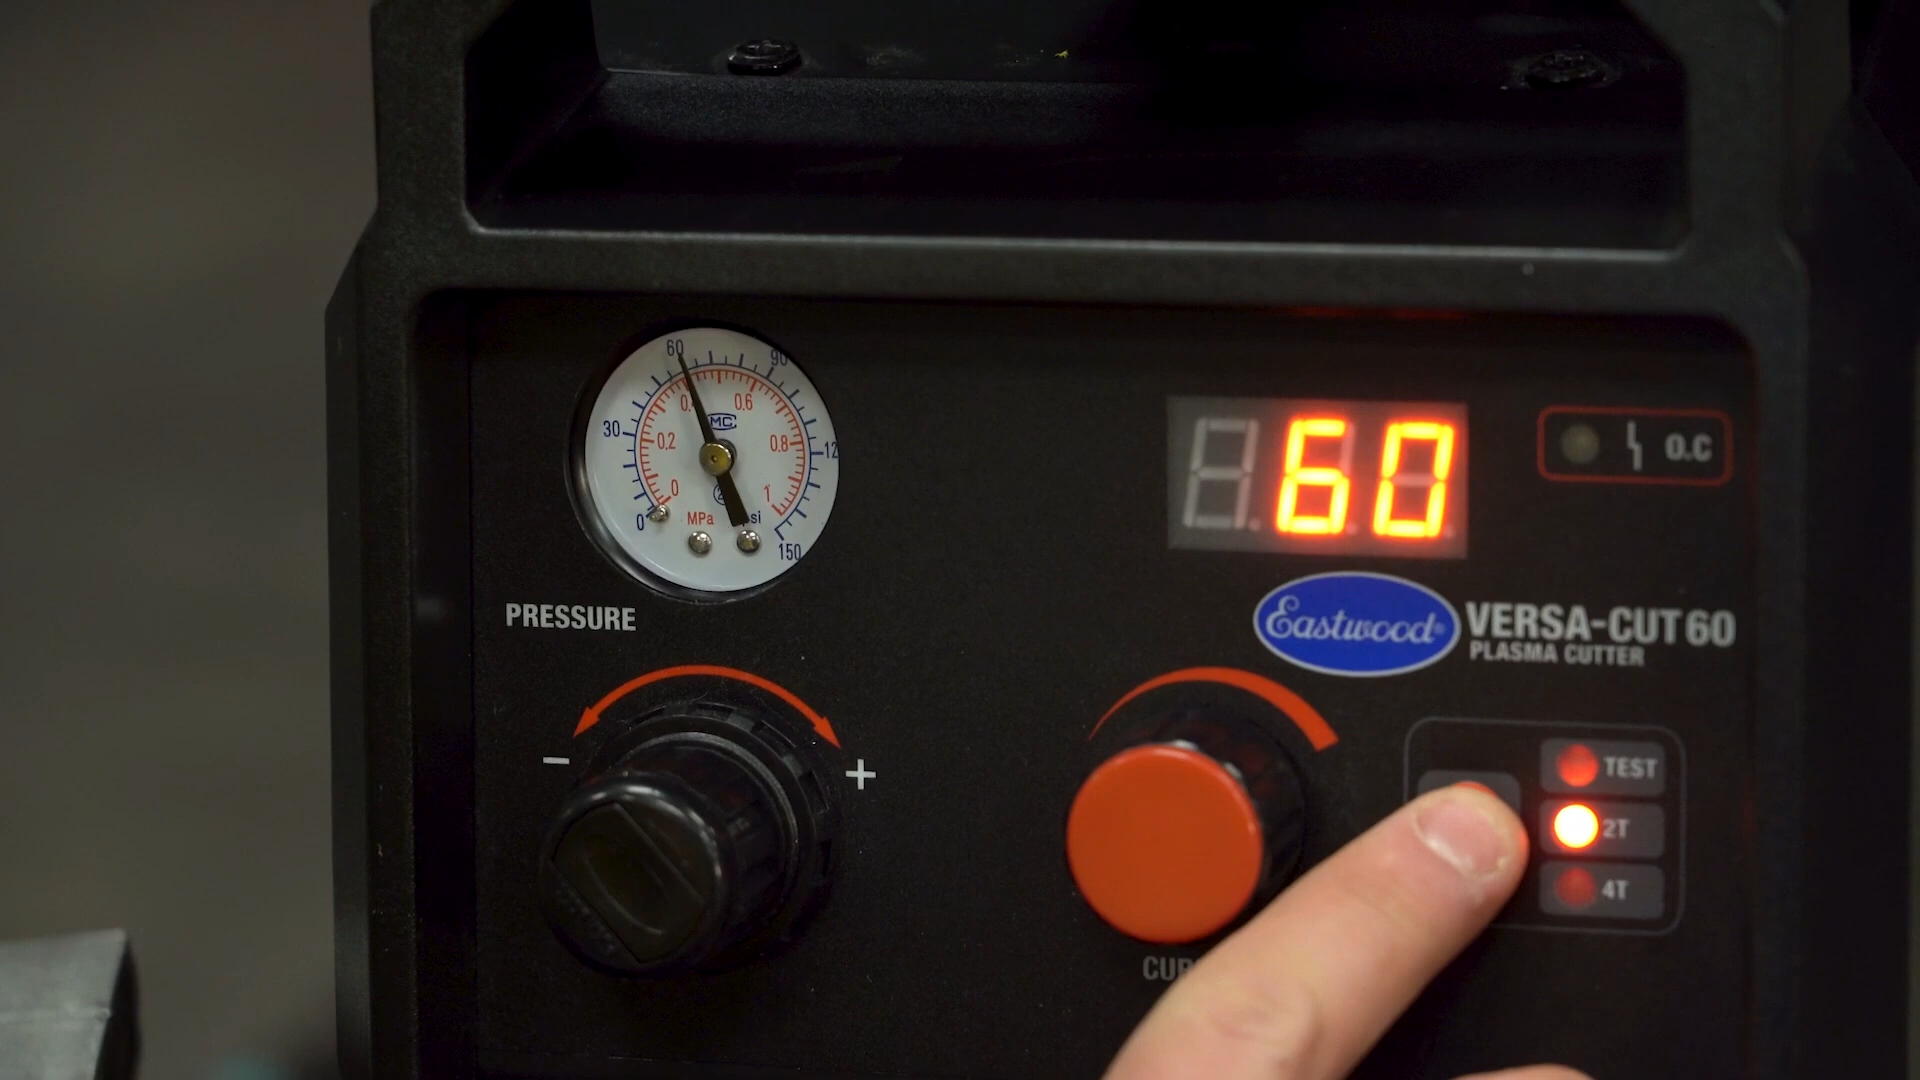 60
90
30
0.6
MC
0.2
0.8
0
1
0
MPa
150
60
o.c
PRESSURE
Eastwood®
VERSA-CUT 60
PLASMA CUTTER
− +
TEST
2T
4T